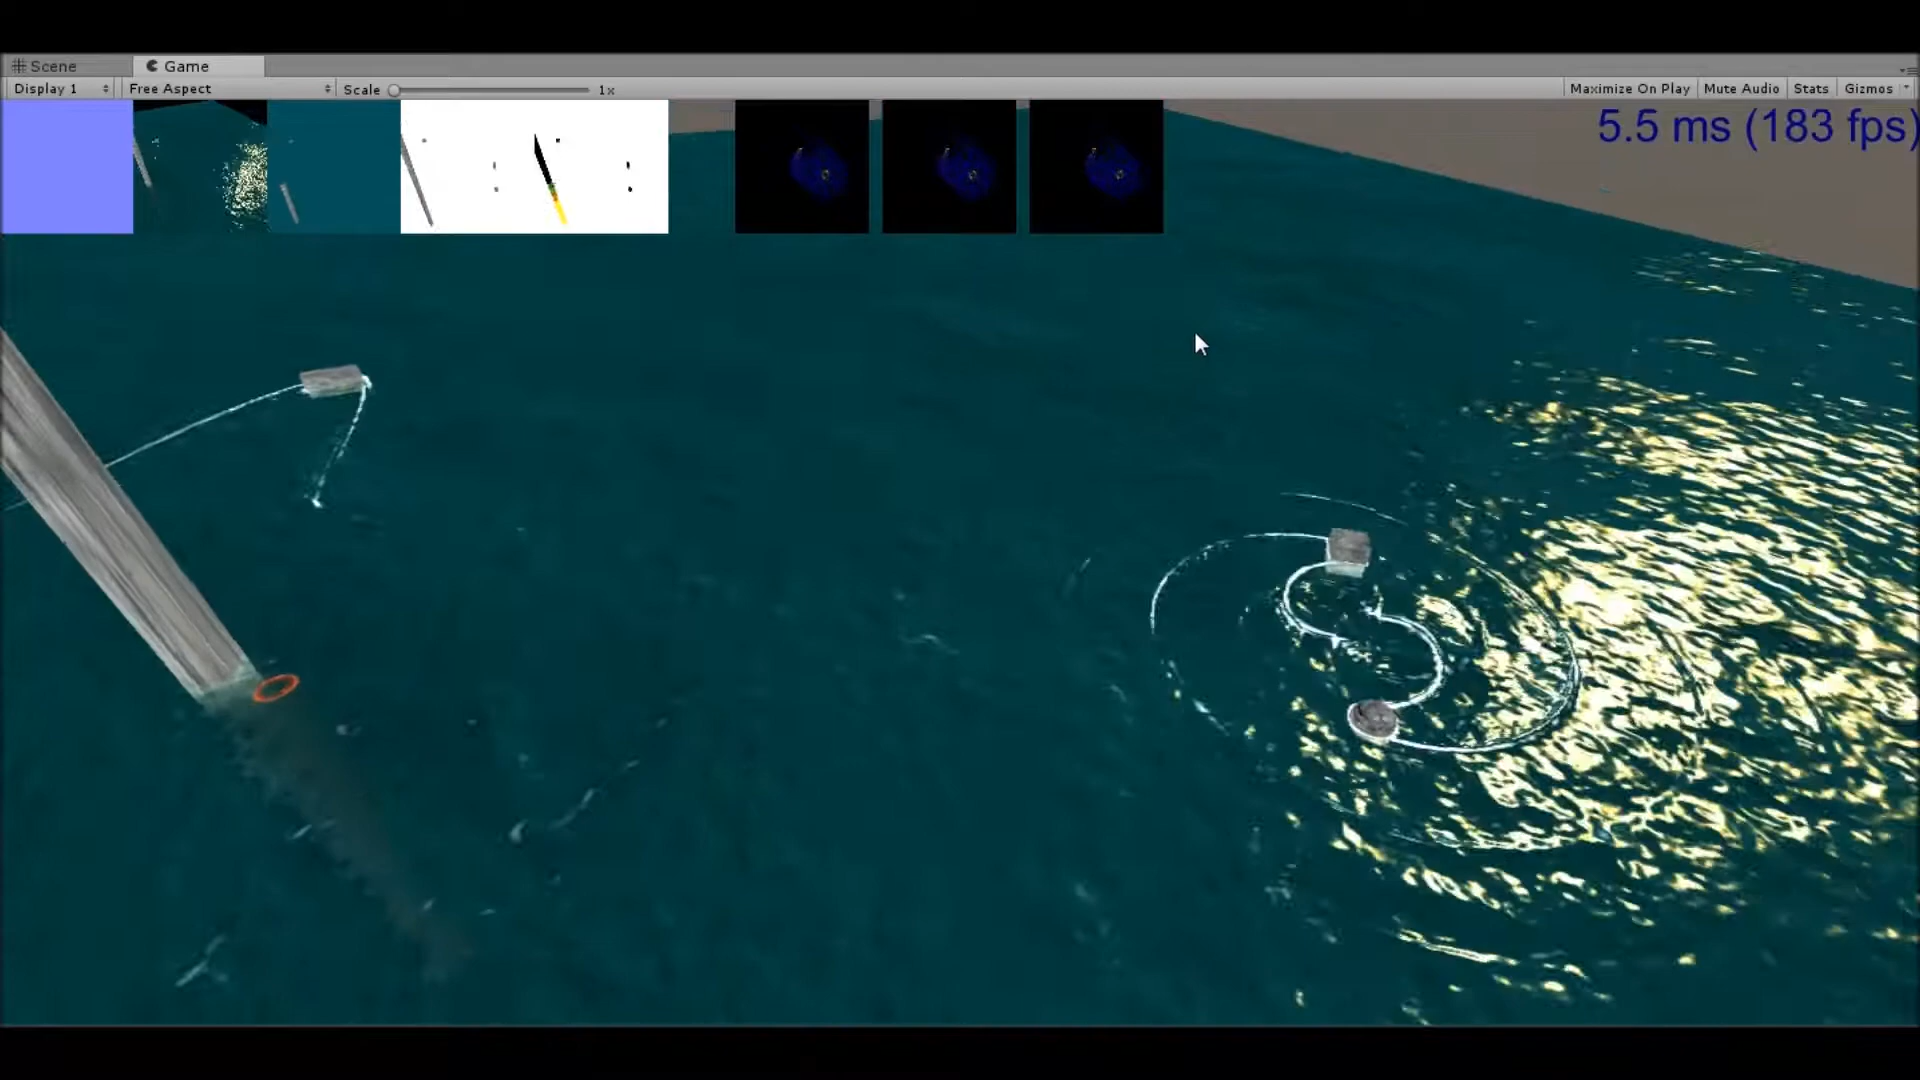 Scene
Game
Display 1
Free Aspect
Scale
1x
Maximize On Play
Mute Audio
Stats
Gizmos
5.5 ms (183 fps)